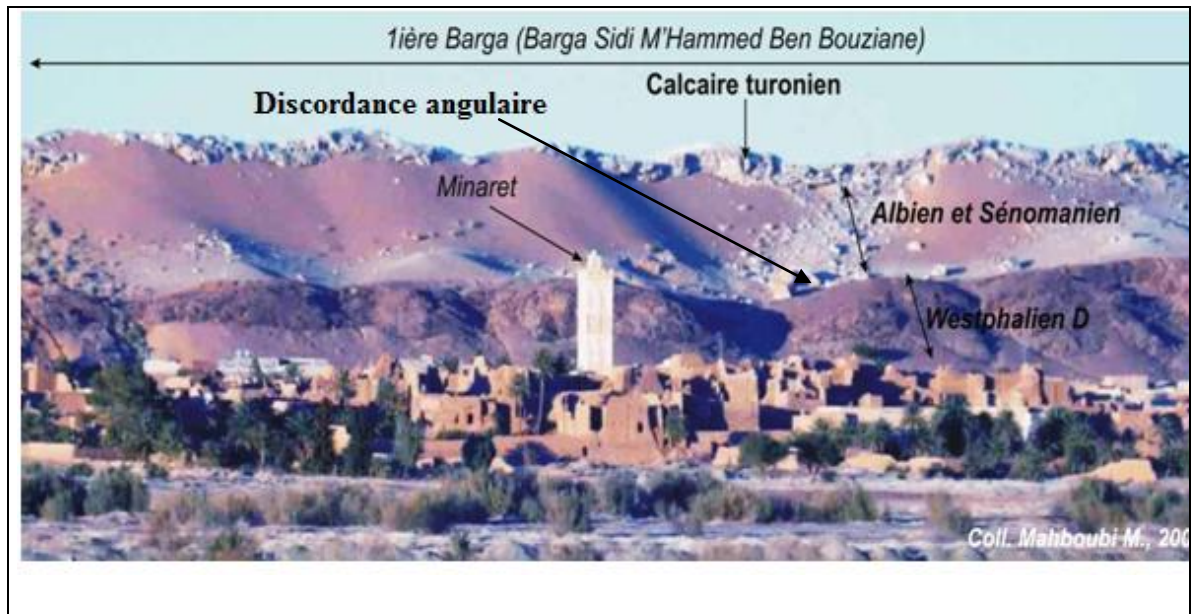 1ière Barga (Barga Sidi M'Hammed Ben Bouziane)
Calcaire turonien
Discordance angulaire
Minaret
Albien et Sénomanien
Westphalien D
Coll. Mahboubi M., 200